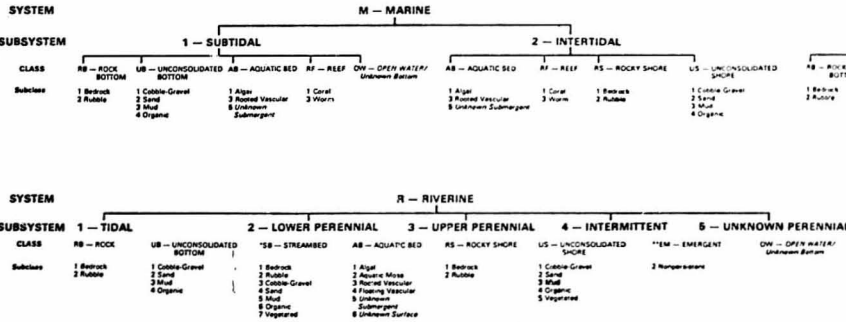 SYSTEM M — MARINE
SUBSYSTEM 1 — SUBTIDAL 2 — INTERTIDAL
CLASS RB — ROCK BOTTOM UB — UNCONSOLIDATED BOTTOM AB — AQUATIC BED RF — REEF OW — OPEN WATER/ Unknown Bottom AB — AQUATIC BED RF — REEF RS — ROCKY SHORE US — UNCONSOLIDATED SHORE RB — ROCK
Subclass 1 Bedrock 1 Cobble-Gravel 1 Algal 1 Coral 1 Algal 1 Coral 1 Bedrock 1 Cobble-Gravel 1 Bedrock
2 Rubble 2 Sand 3 Rooted Vascular 3 Worm 3 Rooted Vascular 3 Worm 2 Rubble 2 Sand 2 Rubble
3 Mud 5 Unknown Submergent 5 Unknown Submergent 3 Mud
4 Organic 4 Organic
SYSTEM R — RIVERINE
SUBSYSTEM 1 — TIDAL 2 — LOWER PERENNIAL 3 — UPPER PERENNIAL 4 — INTERMITTENT 5 — UNKNOWN PERENNIAL
CLASS RB — ROCK UB — UNCONSOLIDATED BOTTOM *SB — STREAMBED AB — AQUATIC BED RS — ROCKY SHORE US — UNCONSOLIDATED SHORE **EM — EMERGENT OW — OPEN WATER/ Unknown Bottom
Subclass 1 Bedrock 1 Cobble-Gravel 1 Bedrock 1 Algal 1 Bedrock 1 Cobble-Gravel 2 Nonpersistent
2 Rubble 2 Sand 2 Rubble 2 Aquatic Moss 2 Rubble 2 Sand
3 Mud 3 Cobble-Gravel 3 Rooted Vascular 3 Mud
4 Organic 4 Sand 4 Floating Vascular 4 Organic
5 Mud 5 Unknown Submergent 5 Vegetated
6 Organic 6 Unknown Surface
7 Vegetated